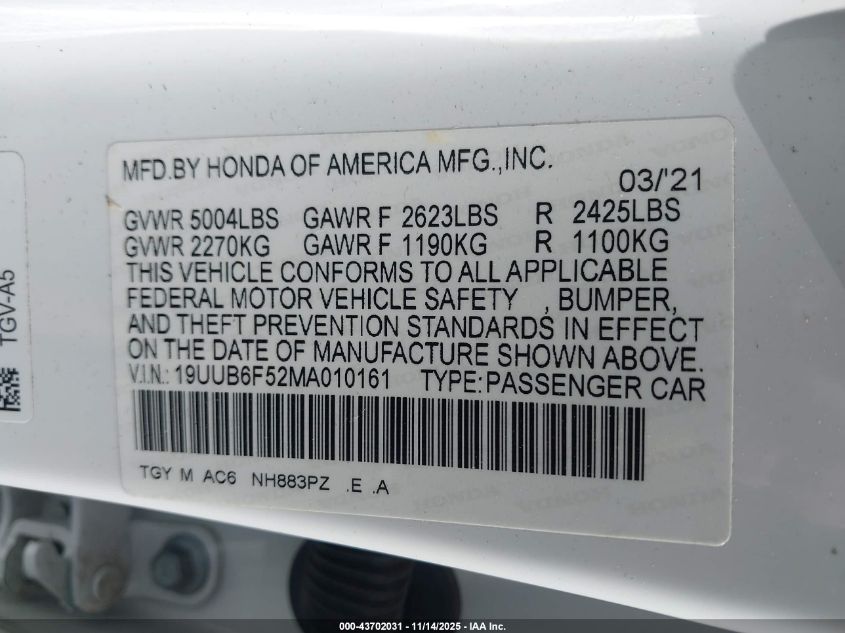 MFD.BY HONDA OF AMERICA MFG.,INC.
03/'21
GVWR 5004LBS GAWR F 2623LBS R 2425LBS
GVWR 2270KG GAWR F 1190KG R 1100KG
THIS VEHICLE CONFORMS TO ALL APPLICABLE
FEDERAL MOTOR VEHICLE SAFETY , BUMPER,
AND THEFT PREVENTION STANDARDS IN EFFECT
ON THE DATE OF MANUFACTURE SHOWN ABOVE.
V.I.N.: 19UUB6F52MA010161 TYPE:PASSENGER CAR
TGY M AC6 NH883PZ .E .A
TGV-A5
000-43702031 - 11/14/2025 - IAA Inc.